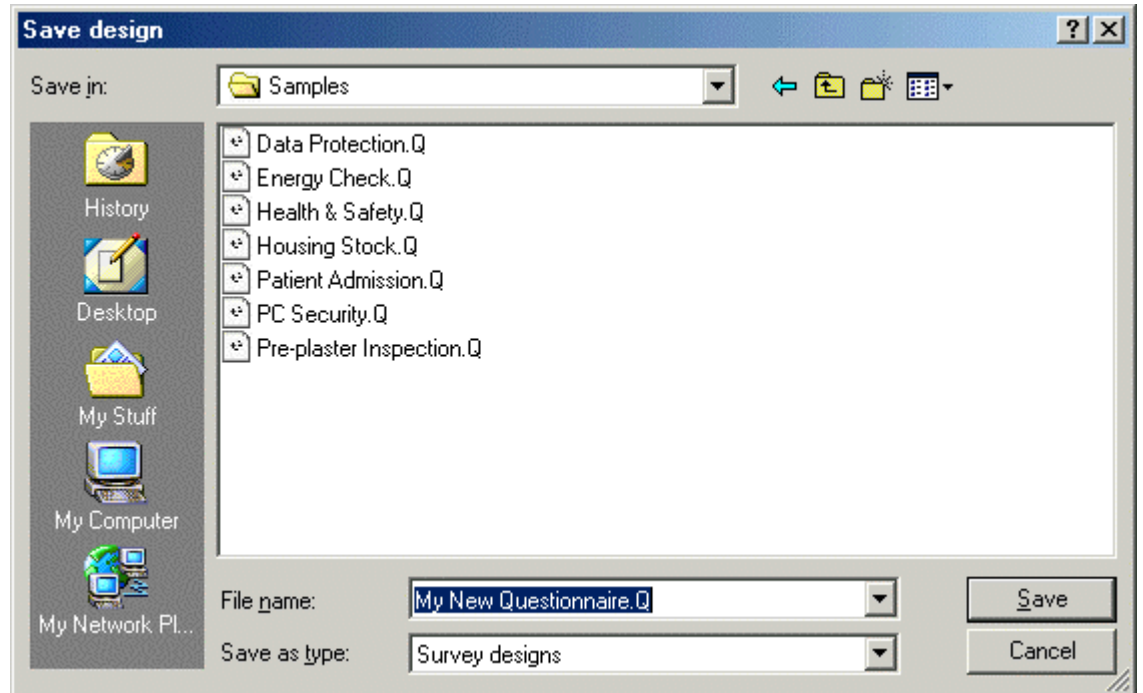 Save design
Save in:
Samples
History
Desktop
My Stuff
My Computer
My Network Pl...
Data Protection.Q
Energy Check.Q
Health & Safety.Q
Housing Stock.Q
Patient Admission.Q
PC Security.Q
Pre-plaster Inspection.Q
File name:
My New Questionnaire.Q
Save
Save as type:
Survey designs
Cancel